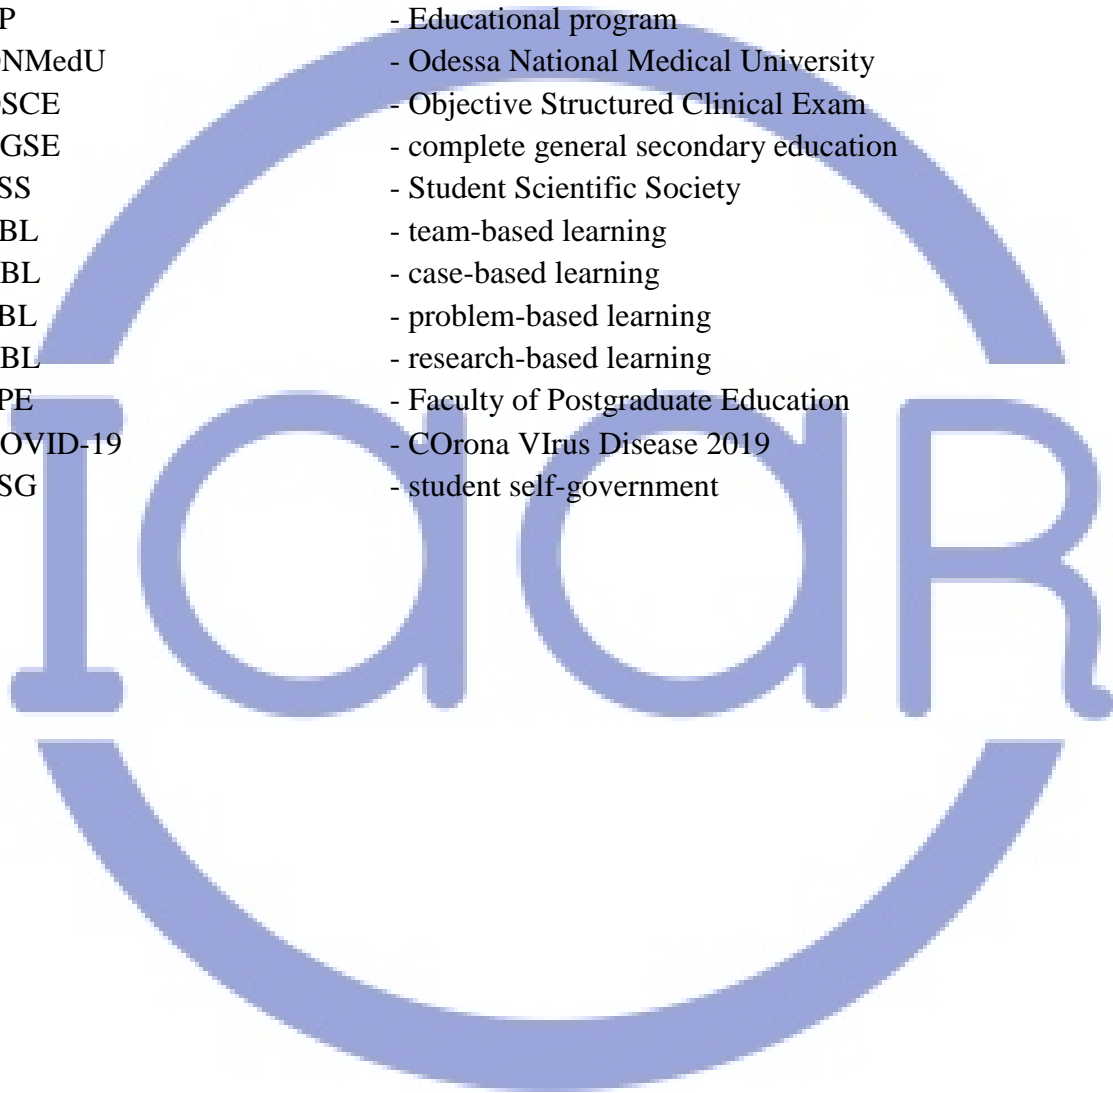 P - Educational program
NMedU - Odessa National Medical University
SCE - Objective Structured Clinical Exam
GSE - complete general secondary education
SS - Student Scientific Society
BL - team-based learning
BL - case-based learning
BL - problem-based learning
BL - research-based learning
PE - Faculty of Postgraduate Education
OVID-19 - COrona VIrus Disease 2019
SG - student self-government
IaaR